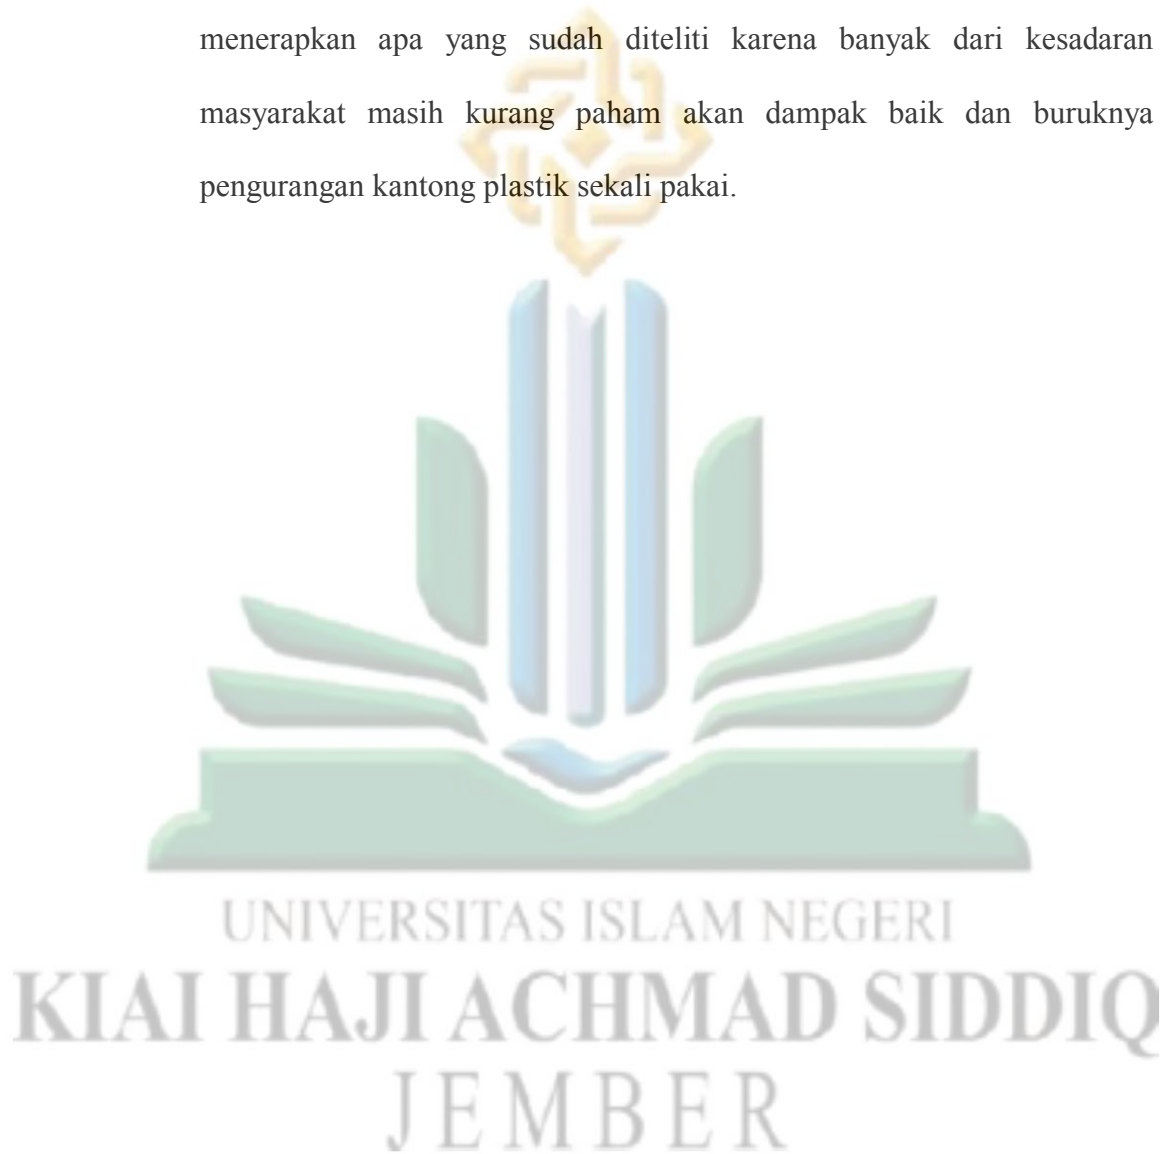 menerapkan apa yang sudah diteliti karena banyak dari kesadaran
masyarakat masih kurang paham akan dampak baik dan buruknya
pengurangan kantong plastik sekali pakai.
UNIVERSITAS ISLAM NEGERI
KIAI HAJI ACHMAD SIDDIQ
JEMBER